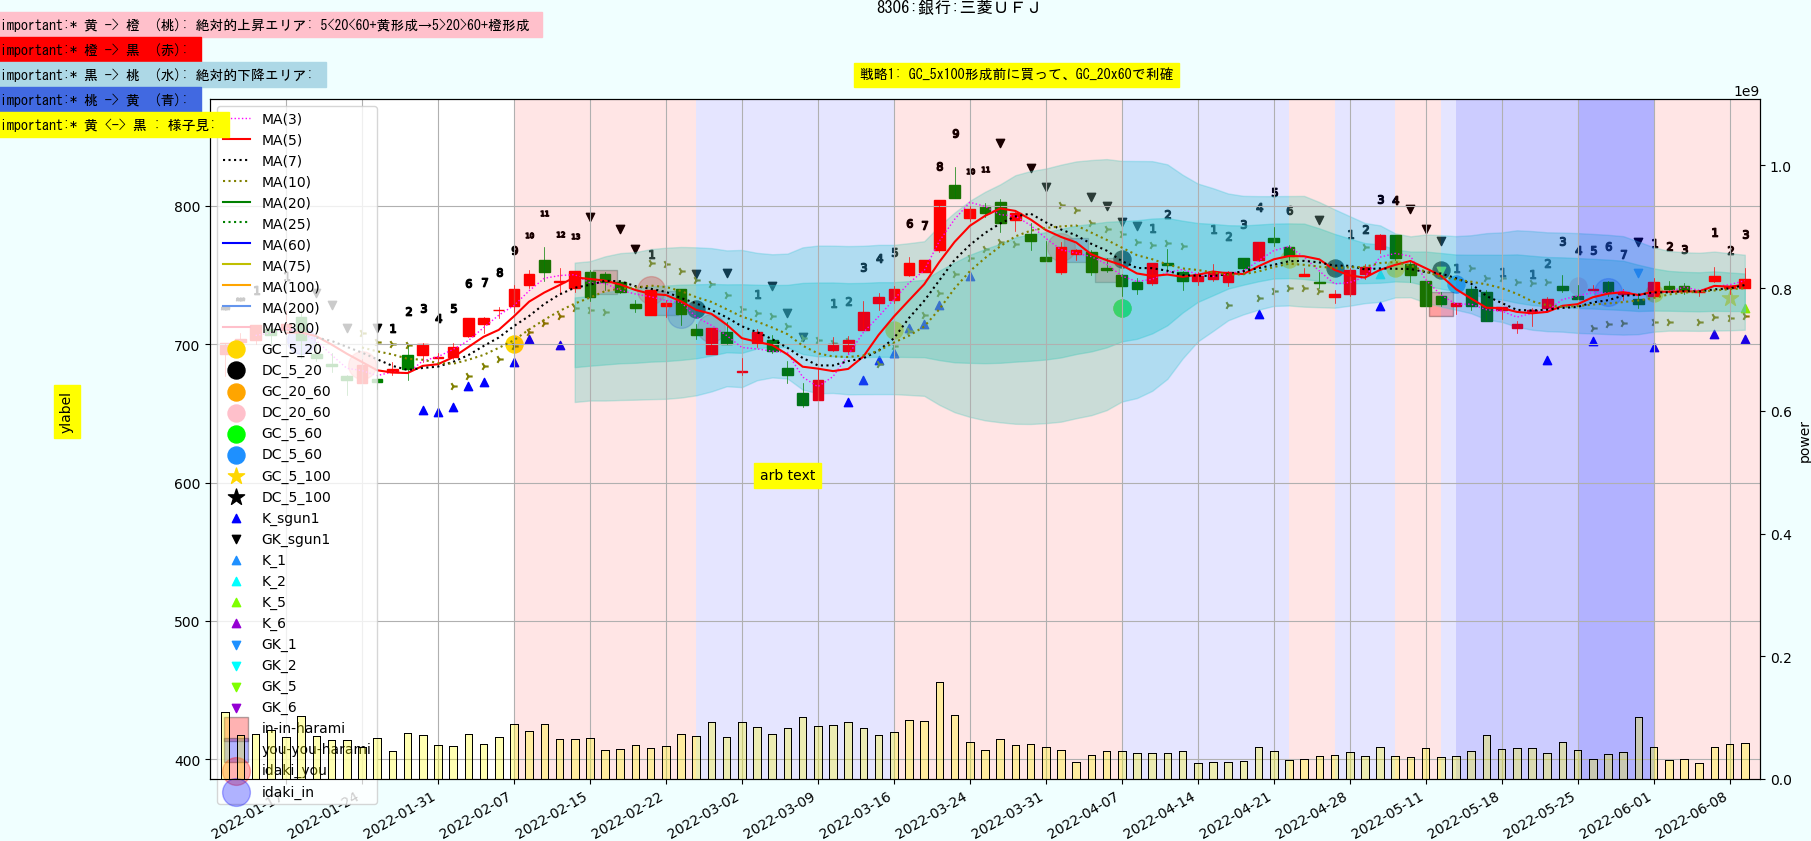 8306:銀行:三菱UFJ
important:* 黄 -> 橙 (桃): 絶対的上昇エリア: 5<20<60+黄形成→5>20>60+橙形成
important:* 橙 -> 黒 (赤):
important:* 黒 -> 桃 (水): 絶対的下降エリア:
important:* 桃 -> 黄 (青):
important:* 黄 <-> 黒 : 様子見:
戦略1: GC_5x100形成前に買って、GC_20x60で利確
1e9
MA(3)
MA(5)
MA(7)
MA(10)
MA(20)
MA(25)
MA(60)
MA(75)
MA(100)
MA(200)
MA(300)
GC_5_20
DC_5_20
GC_20_60
DC_20_60
GC_5_60
DC_5_60
GC_5_100
DC_5_100
K_sgun1
GK_sgun1
K_1
K_2
K_5
K_6
GK_1
GK_2
GK_5
GK_6
in-in-harami
you-you-harami
idaki_you
idaki_in
800
700
600
500
400
ylabel
arb text
1.0
0.8
0.6
0.4
0.2
0.0
power
2022-01-24
2022-01-31
2022-02-07
2022-02-15
2022-02-22
2022-03-02
2022-03-09
2022-03-16
2022-03-24
2022-03-31
2022-04-07
2022-04-14
2022-04-21
2022-04-28
2022-05-11
2022-05-18
2022-05-25
2022-06-01
2022-06-08